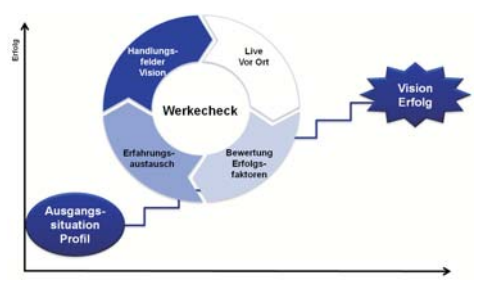 Erfolg
Handlungs-
felder
Vision
Live
Vor Ort
Werkecheck
Erfahrungs-
austausch
Bewertung
Erfolgs-
faktoren
Vision
Erfolg
Ausgangs-
situation
Profil